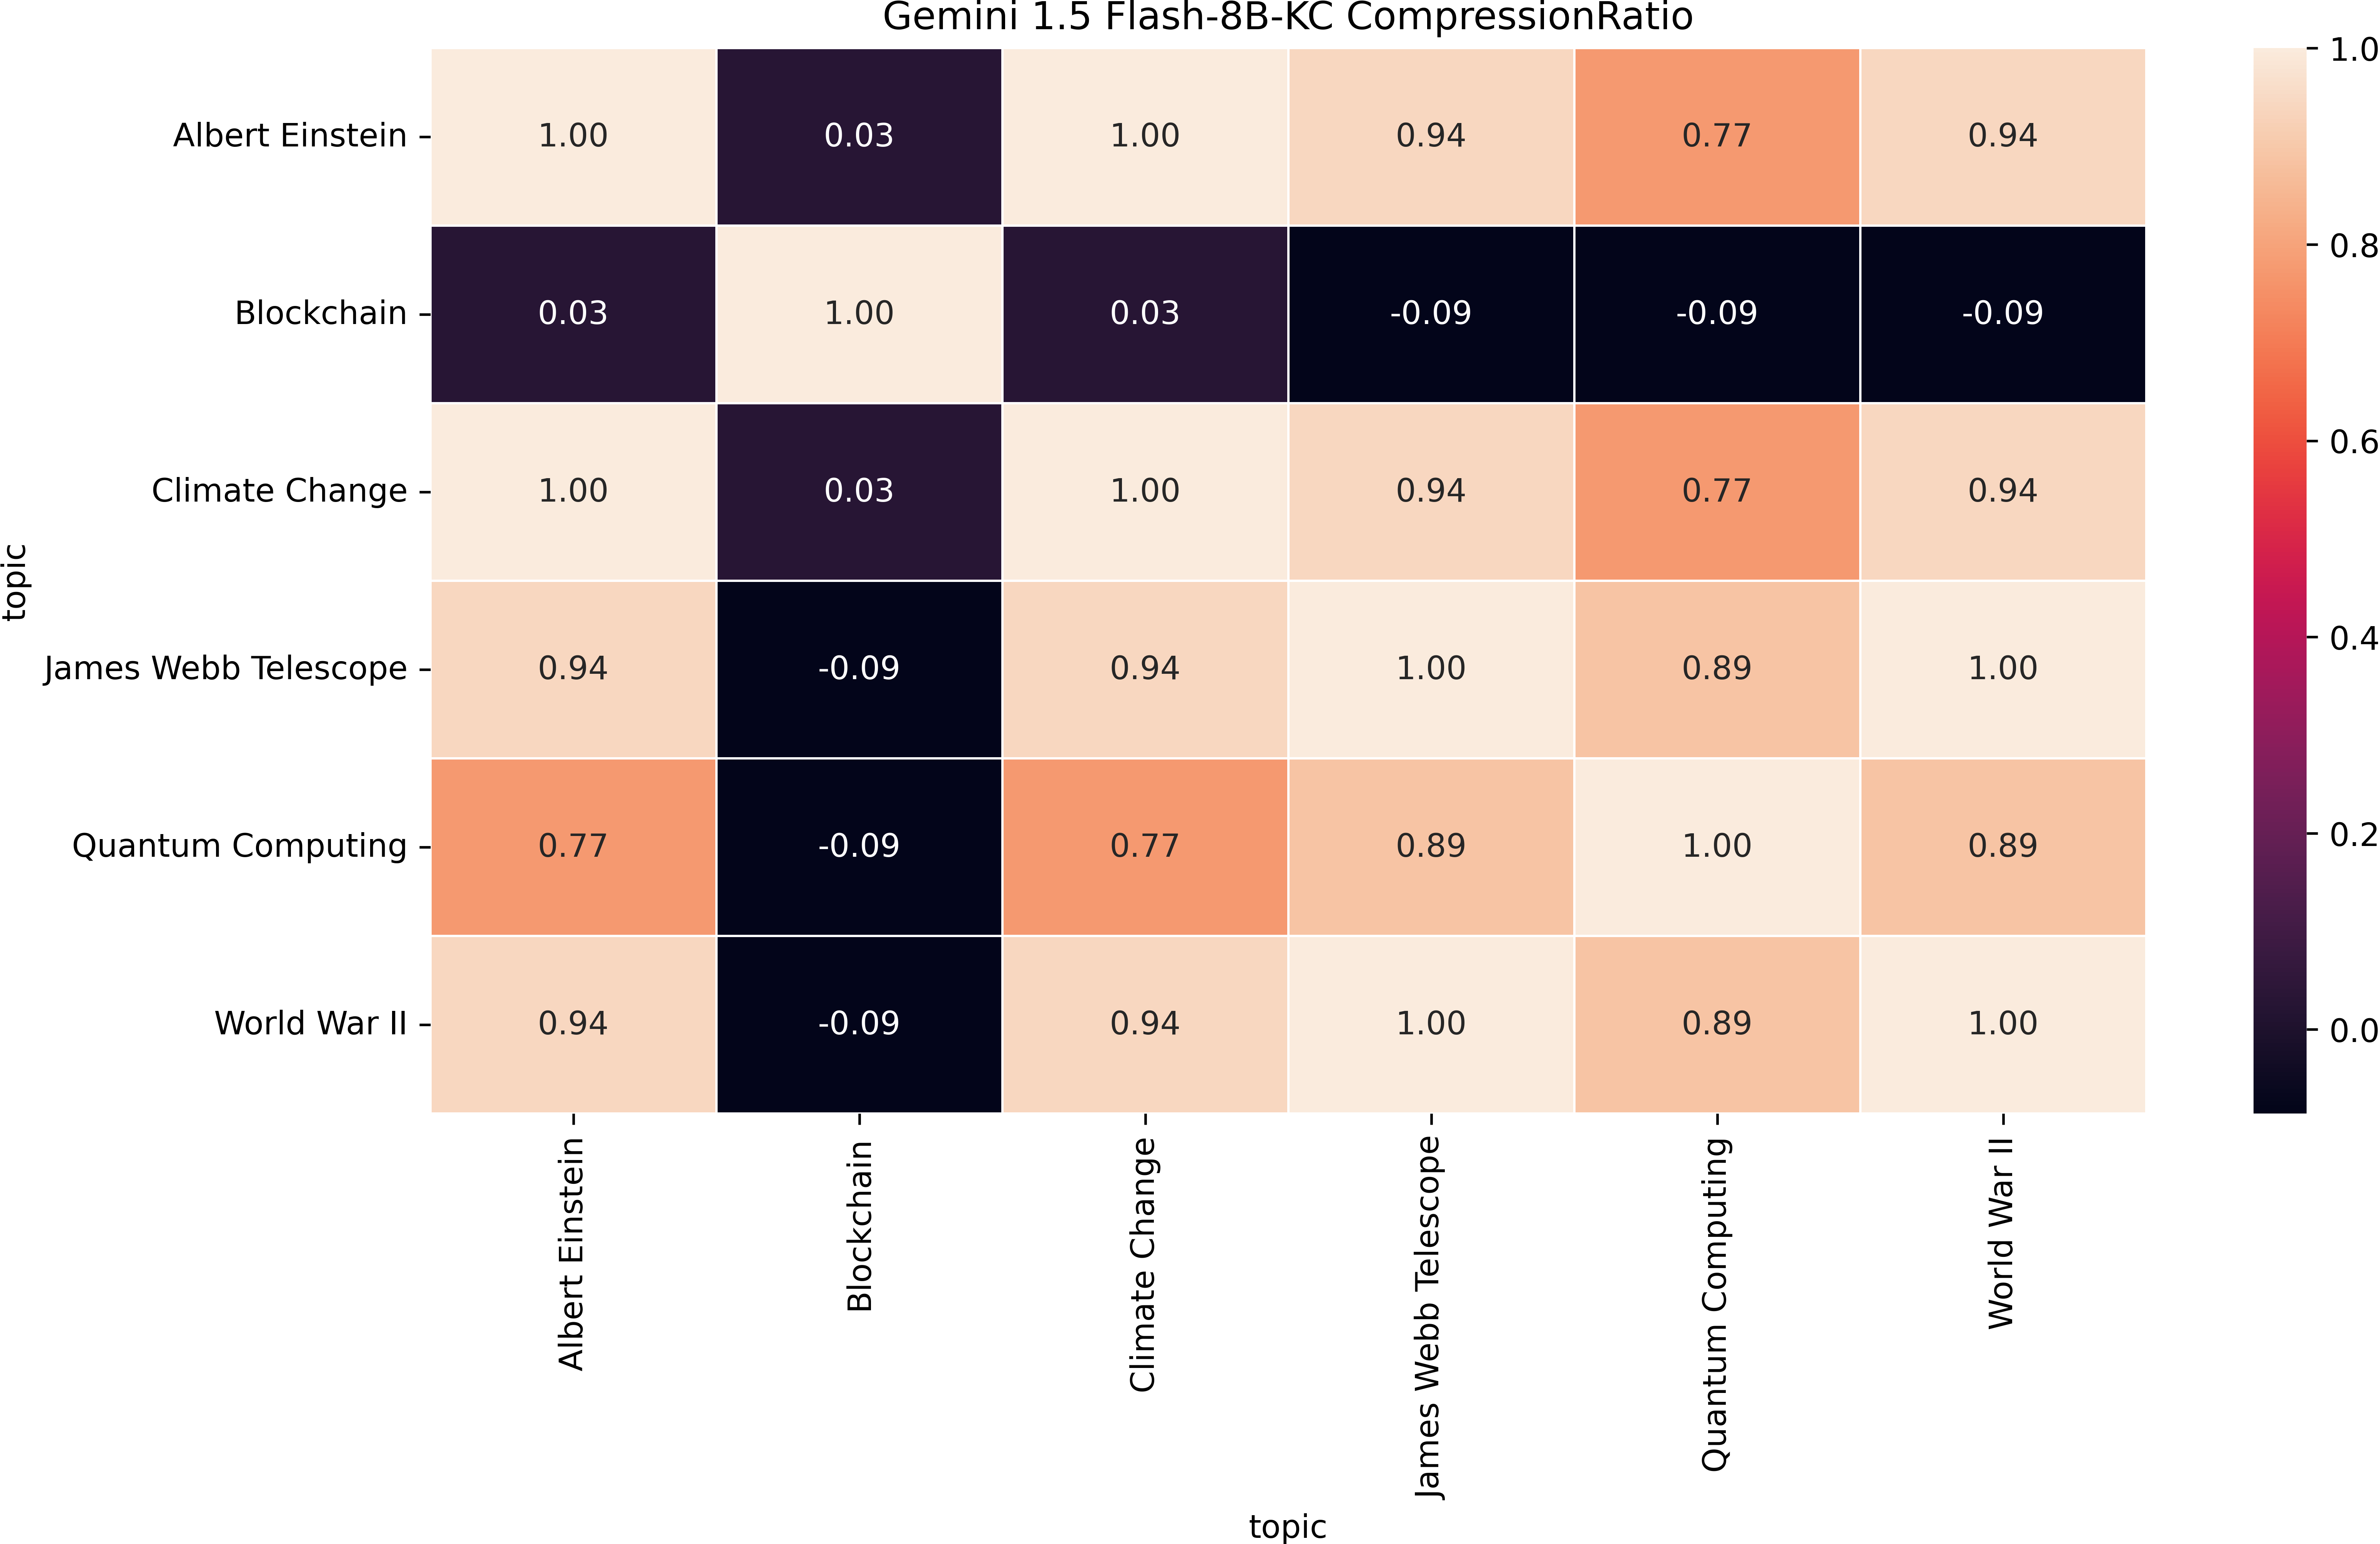 Gemini 1.5 Flash-8B-KC CompressionRatio
Albert Einstein 1.00 0.03 1.00 0.94 0.77 0.94
Blockchain 0.03 1.00 0.03 -0.09 -0.09 -0.09
Climate Change 1.00 0.03 1.00 0.94 0.77 0.94
James Webb Telescope 0.94 -0.09 0.94 1.00 0.89 1.00
Quantum Computing 0.77 -0.09 0.77 0.89 1.00 0.89
World War II 0.94 -0.09 0.94 1.00 0.89 1.00
topic
Albert Einstein
Blockchain
Climate Change
James Webb Telescope
Quantum Computing
World War II
topic
1.0
0.8
0.6
0.4
0.2
0.0